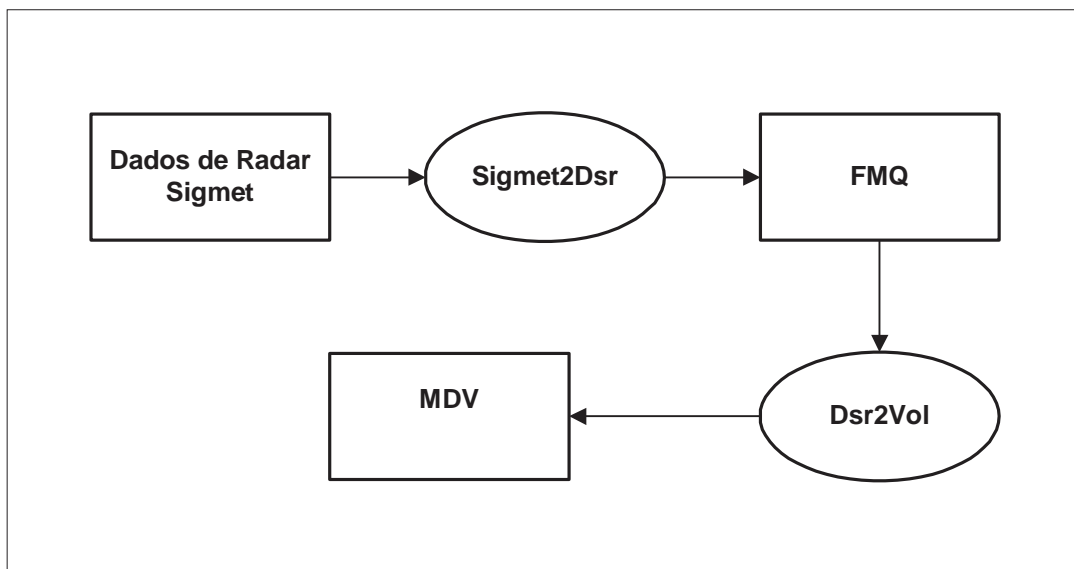 Dados de Radar
Sigmet
Sigmet2Dsr
FMQ
Dsr2Vol
MDV